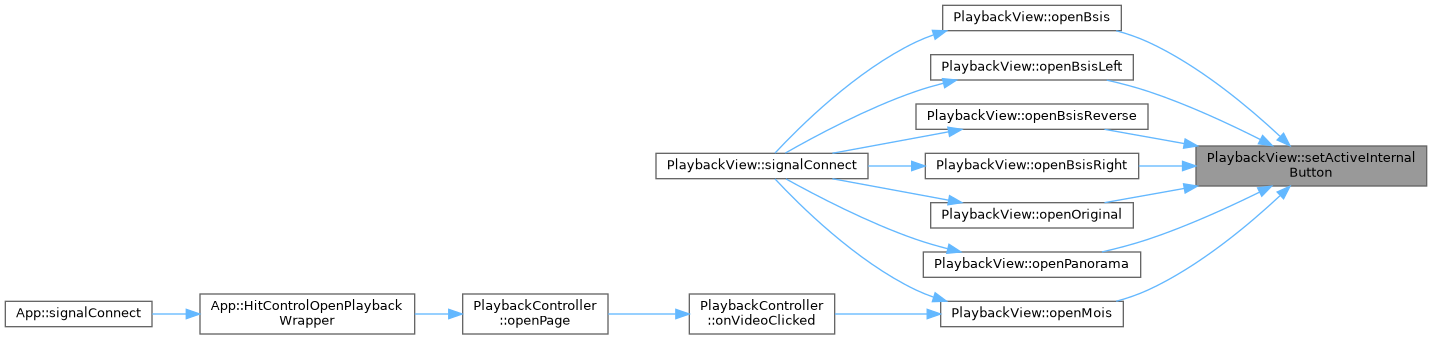 PlaybackView::openBsis
PlaybackView::openBsisLeft
PlaybackView::openBsisReverse
PlaybackView::signalConnect
PlaybackView::openBsisRight
PlaybackView::setActiveInternal
Button
PlaybackView::openOriginal
PlaybackView::openPanorama
App::signalConnect
App::HitControlOpenPlayback
Wrapper
PlaybackController
::openPage
PlaybackController
::onVideoClicked
PlaybackView::openMois